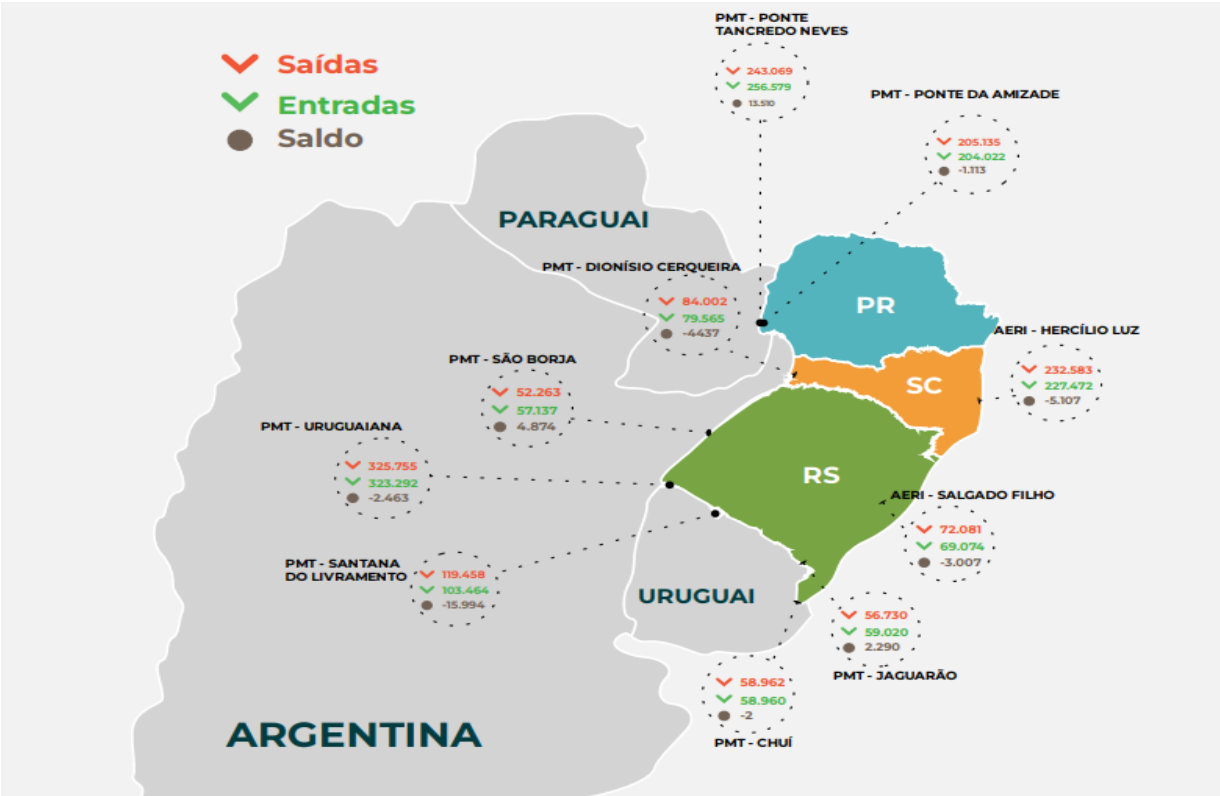 PMT - PONTE
TANCREDO NEVES
243.069
256.579
13.510
Saídas
Entradas
Saldo
PMT - PONTE DA AMIZADE
205.135
204.022
-1.113
PARAGUAI
PMT - DIONÍSIO CERQUEIRA
84.002
79.565
-4437
PR
AERI - HERCÍLIO LUZ
232.583
227.472
-5.107
PMT - SÃO BORJA
52.263
57.137
4.874
SC
PMT - URUGUAIANA
325.755
323.292
-2.463
RS
AERI - SALGADO FILHO
72.081
69.074
-3.007
PMT - SANTANA
DO LIVRAMENTO
119.458
103.464
-15.994
URUGUAI
56.730
59.020
2.290
PMT - JAGUARÃO
58.962
58.960
-2
PMT - CHUÍ
ARGENTINA